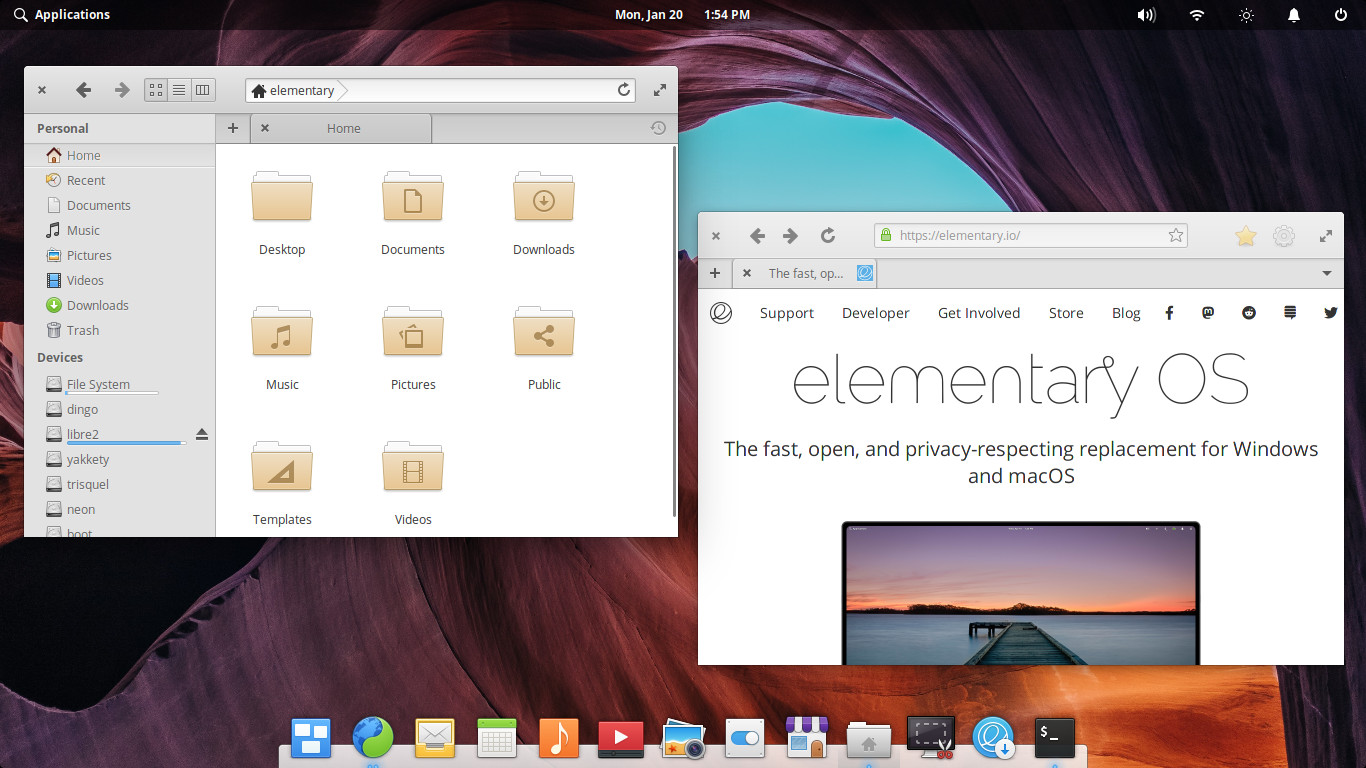 Applications
Mon, Jan 20 1:54 PM
elementary
Personal
Home
Home
Recent
Documents
Music
Pictures
Videos
Downloads
Trash
Devices
File System
dingo
libre2
yakkety
trisquel
neon
boot
Desktop Documents Downloads
Music Pictures Public
Templates Videos
https://elementary.io/
The fast, op...
Support Developer Get Involved Store Blog
elementary OS
The fast, open, and privacy-respecting replacement for Windows
and macOS
$_